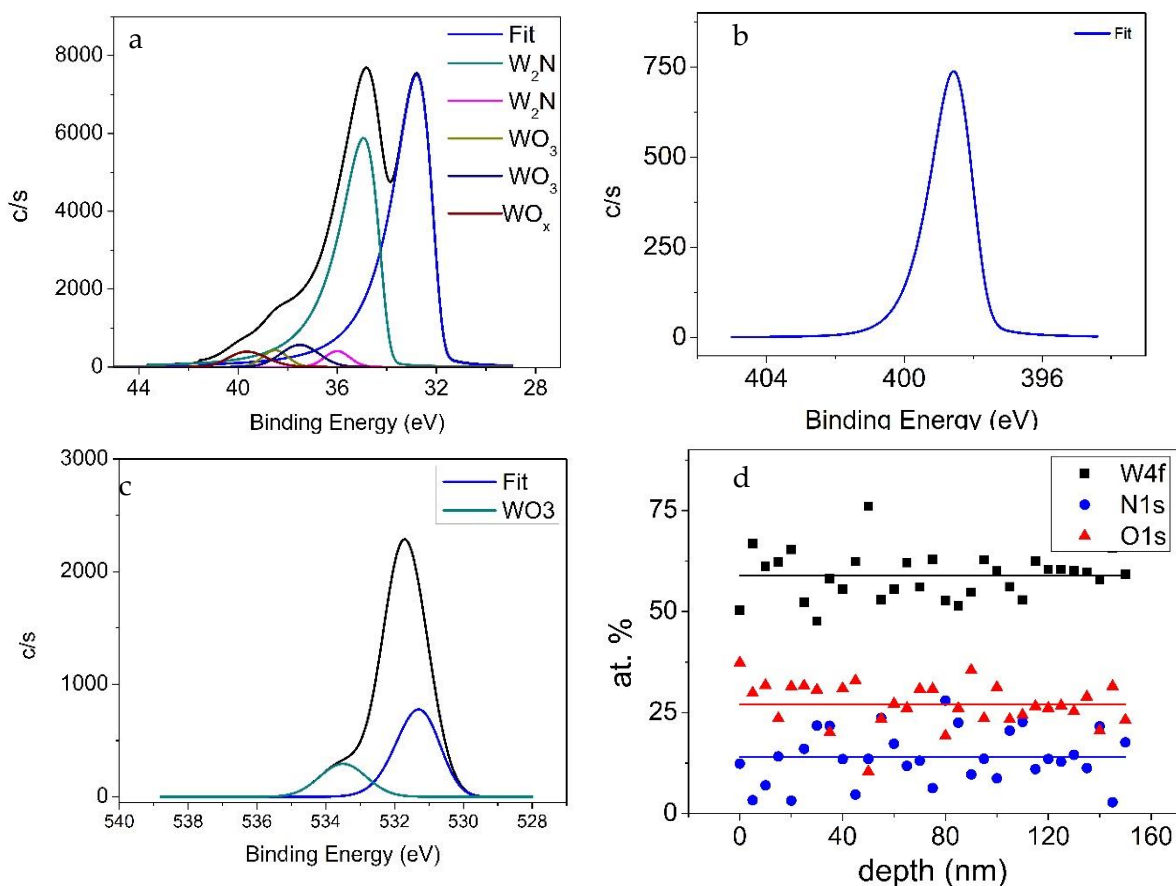 a
Fit
W₂N
W₂N
WO₃
WO₃
WOₓ
8000
6000
4000
2000
0
c/s
44 40 36 32 28
Binding Energy (eV)
b
Fit
750
500
250
0
c/s
404 400 396
Binding Energy (eV)
c
Fit
WO3
3000
2000
1000
0
c/s
540 538 536 534 532 530 528
Binding Energy (eV)
d
W4f
N1s
O1s
75
50
25
0
at. %
0 40 80 120 160
depth (nm)